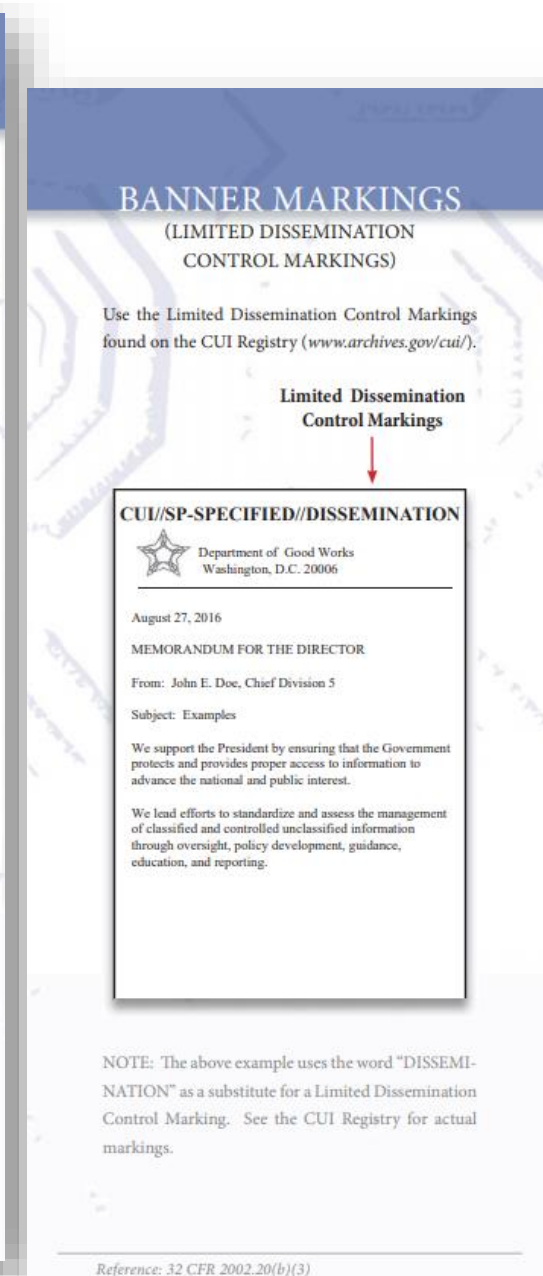 BANNER MARKINGS
(LIMITED DISSEMINATION
CONTROL MARKINGS)
Use the Limited Dissemination Control Markings
found on the CUI Registry (www.archives.gov/cui/).
Limited Dissemination
Control Markings
CUI//SP-SPECIFIED//DISSEMINATION
Department of Good Works
Washington, D.C. 20006
August 27, 2016
MEMORANDUM FOR THE DIRECTOR
From: John E. Doe, Chief Division 5
Subject: Examples
We support the President by ensuring that the Government
protects and provides proper access to information to
advance the national and public interest.
We lead efforts to standardize and assess the management
of classified and controlled unclassified information
through oversight, policy development, guidance,
education, and reporting.
NOTE: The above example uses the word “DISSEMI-
NATION” as a substitute for a Limited Dissemination
Control Marking. See the CUI Registry for actual
markings.
Reference: 32 CFR 2002.20(b)(3)